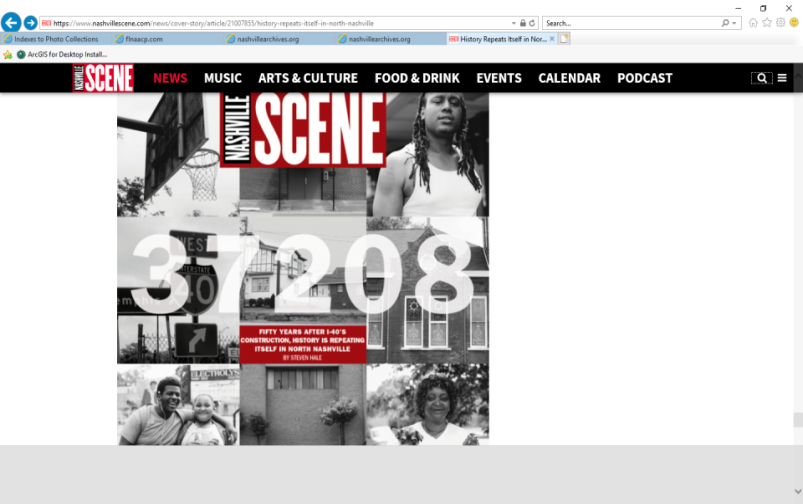 https://www.nashvillescene.com/news/cover-story/article/21007855/history-repeats-itself-in-north-nashville
Search...
Indexes to Photo Collections
flnaacp.com
nashvillearchives.org
nashvillearchives.org
History Repeats Itself in Nor...
ArcGIS for Desktop Install...
NASHVILLE SCENE
NEWS MUSIC ARTS & CULTURE FOOD & DRINK EVENTS CALENDAR PODCAST
NASHVILLE SCENE
WEST
INTERSTATE
40
Memphis
37208
FIFTY YEARS AFTER I-40'S
CONSTRUCTION, HISTORY IS REPEATING
ITSELF IN NORTH NASHVILLE
BY STEVEN HALE